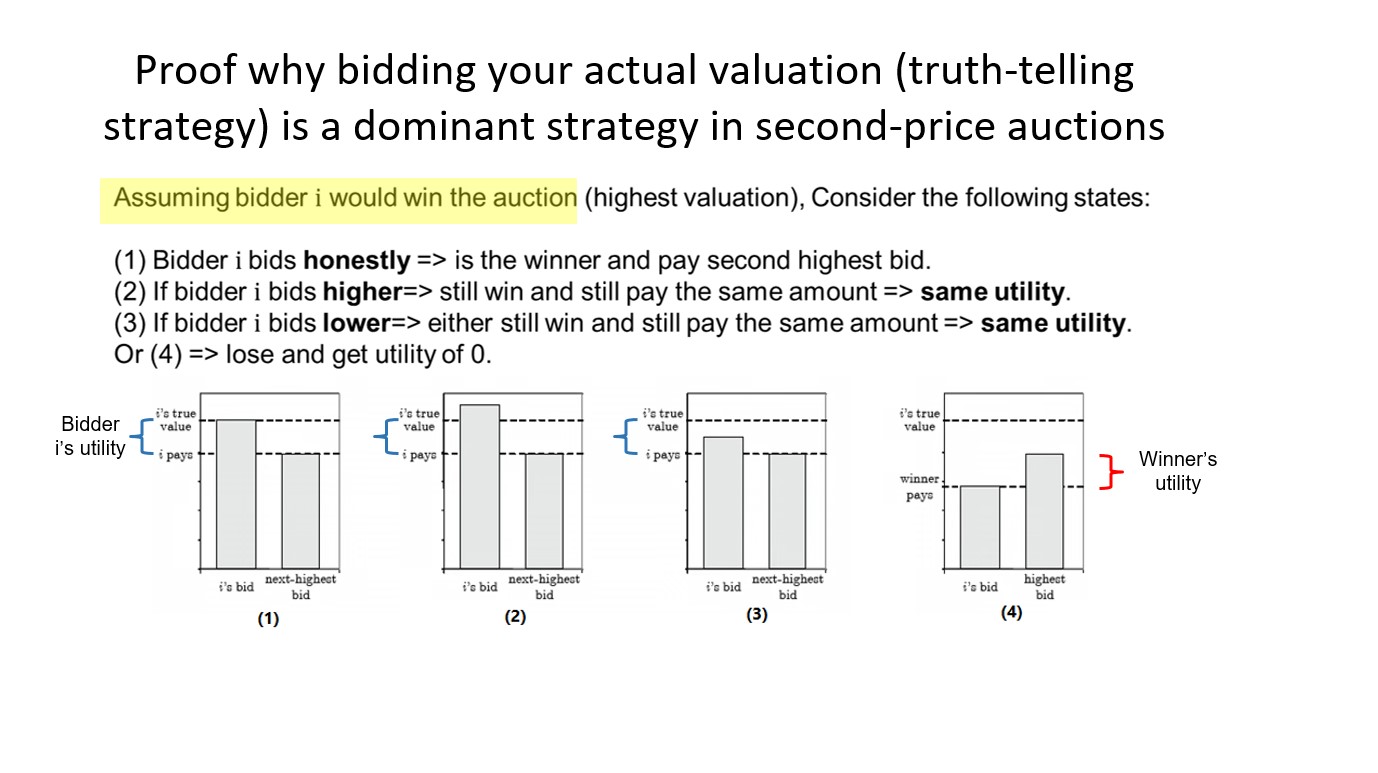 Proof why bidding your actual valuation (truth-telling
strategy) is a dominant strategy in second-price auctions
Assuming bidder i would win the auction (highest valuation), Consider the following states:
(1) Bidder i bids honestly => is the winner and pay second highest bid.
(2) If bidder i bids higher=> still win and still pay the same amount => same utility.
(3) If bidder i bids lower=> either still win and still pay the same amount => same utility.
Or (4) => lose and get utility of 0.
Bidder
i's utility
i's true
value
i pays
i's bid
next-highest
bid
(1)
i's true
value
i pays
i's bid
next-highest
bid
(2)
i's true
value
i pays
i's bid
next-highest
bid
(3)
i's true
value
winner
pays
i's bid
highest
bid
(4)
Winner's
utility